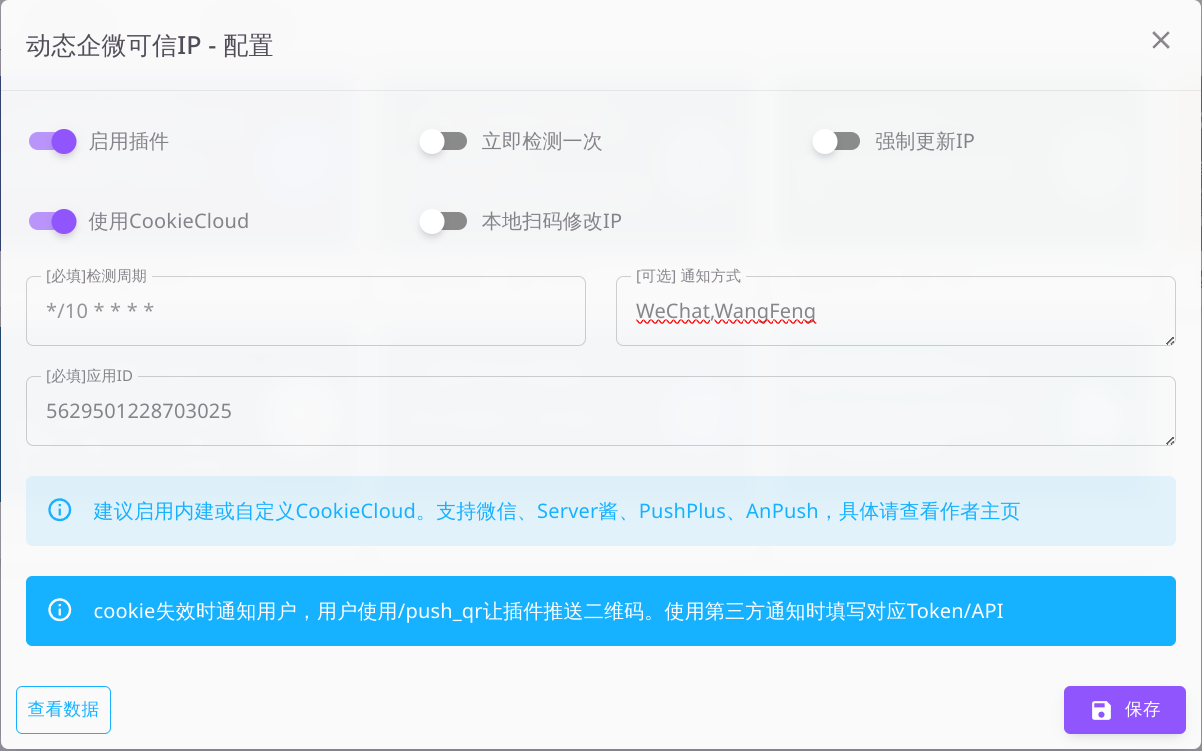 动态企微可信IP - 配置
启用插件
立即检测一次
强制更新IP
使用CookieCloud
本地扫码修改IP
[必填]检测周期
*/10 * * * *
[可选] 通知方式
WeChat,WangFeng
[必填]应用ID
5629501228703025
建议启用内建或自定义CookieCloud。支持微信、Server酱、PushPlus、AnPush，具体请查看作者主页
cookie失效时通知用户，用户使用/push_qr让插件推送二维码。使用第三方通知时填写对应Token/API
查看数据
保存